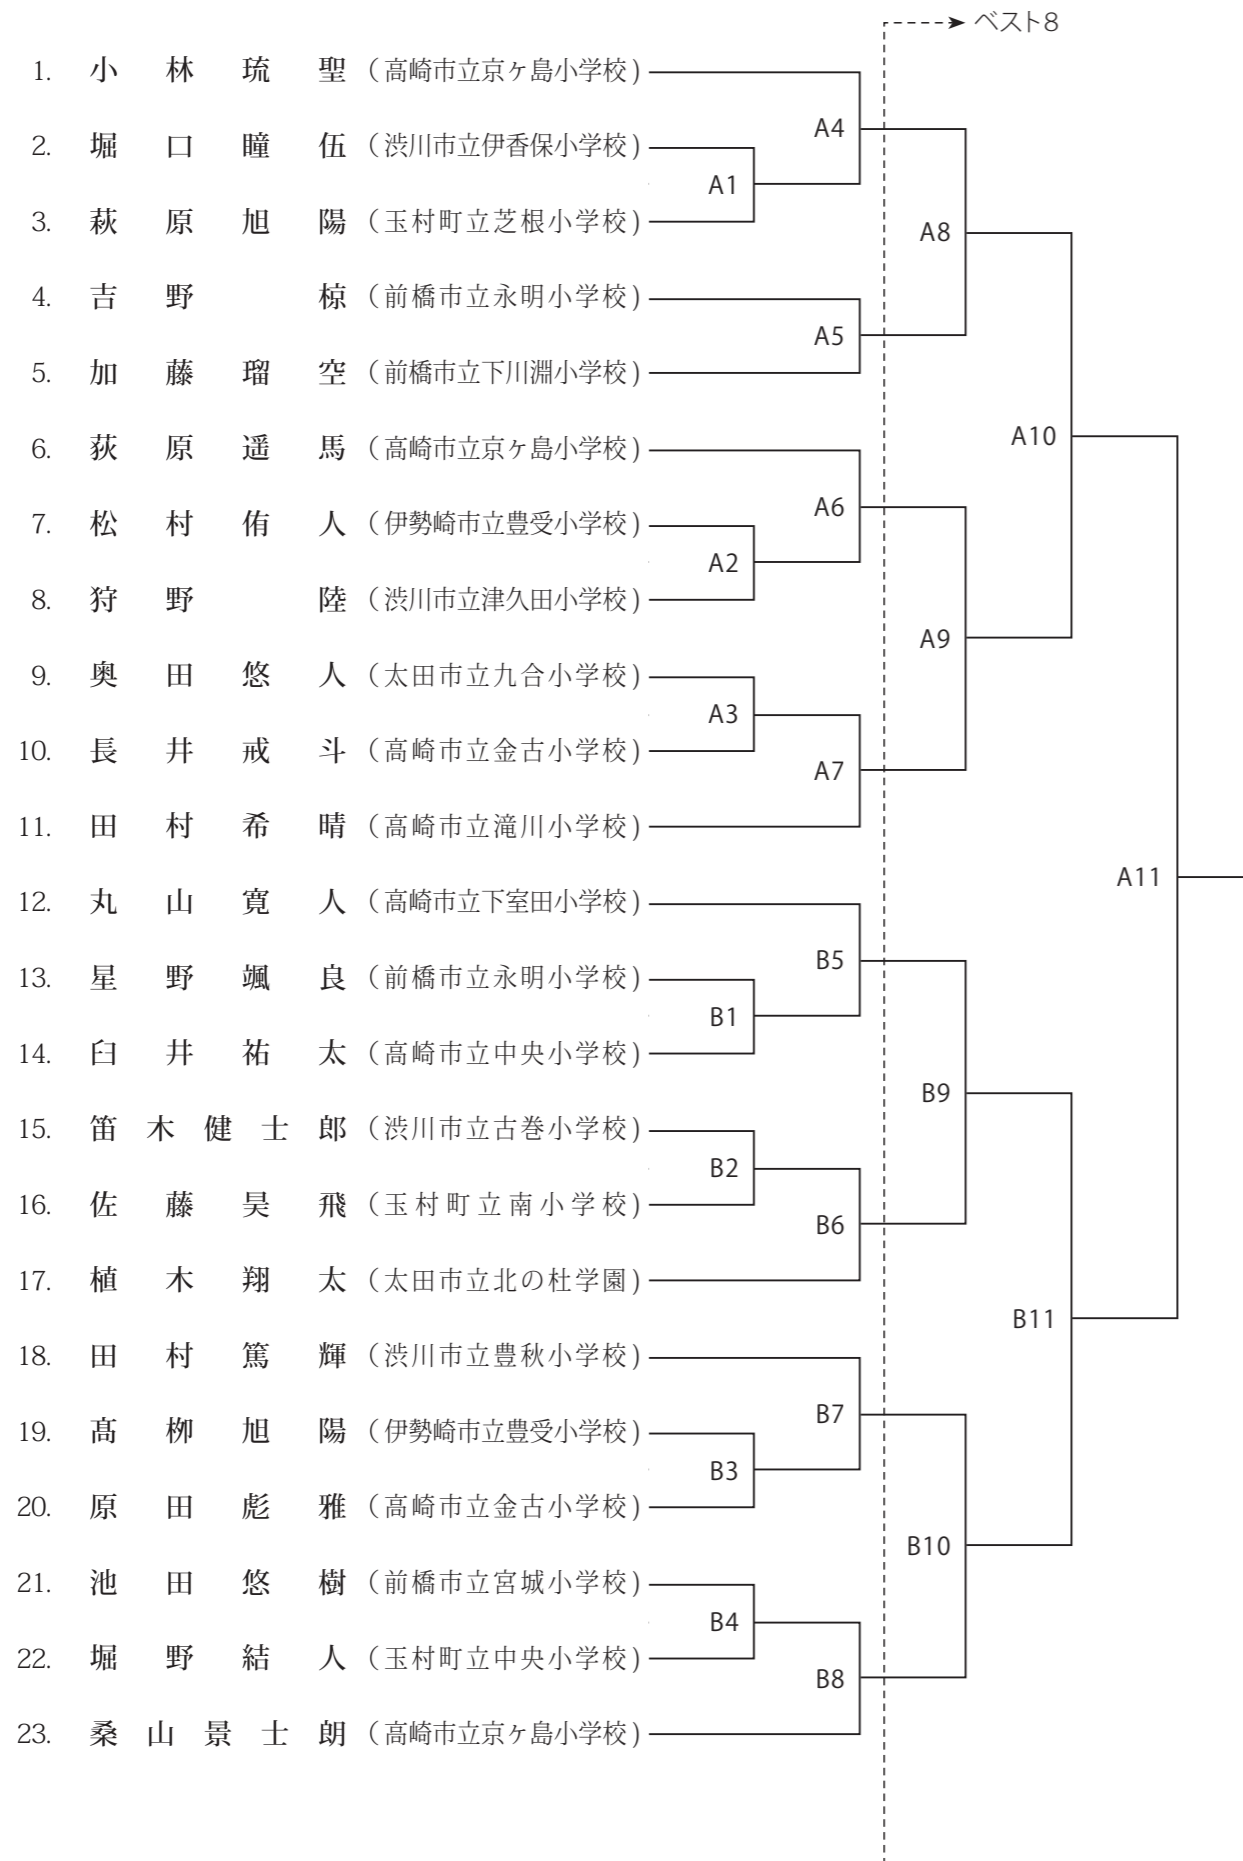 ベスト8
1. 小林琉聖(高崎市立京ヶ島小学校)
A4
2. 堀口瞳伍(渋川市立伊香保小学校)
A1
3. 萩原旭陽(玉村町立芝根小学校)
A8
4. 吉野椋(前橋市立永明小学校)
A5
5. 加藤瑠空(前橋市立下川淵小学校)
A10
6. 荻原遥馬(高崎市立京ヶ島小学校)
A6
7. 松村侑人(伊勢崎市立豊受小学校)
A2
8. 狩野陸(渋川市立津久田小学校)
A9
9. 奥田悠人(太田市立九合小学校)
A3
10. 長井戒斗(高崎市立金古小学校)
A7
11. 田村希晴(高崎市立滝川小学校)
A11
12. 丸山寛人(高崎市立下室田小学校)
B5
13. 星野颯良(前橋市立永明小学校)
B1
14. 臼井祐太(高崎市立中央小学校)
B9
15. 笛木健士郎(渋川市立古巻小学校)
B2
16. 佐藤昊飛(玉村町立南小学校)
B6
17. 植木翔太(太田市立北の杜学園)
B11
18. 田村篤輝(渋川市立豊秋小学校)
B7
19. 髙栁旭陽(伊勢崎市立豊受小学校)
B3
20. 原田彪雅(高崎市立金古小学校)
B10
21. 池田悠樹(前橋市立宮城小学校)
B4
22. 堀野結人(玉村町立中央小学校)
B8
23. 桑山景士朗(高崎市立京ヶ島小学校)